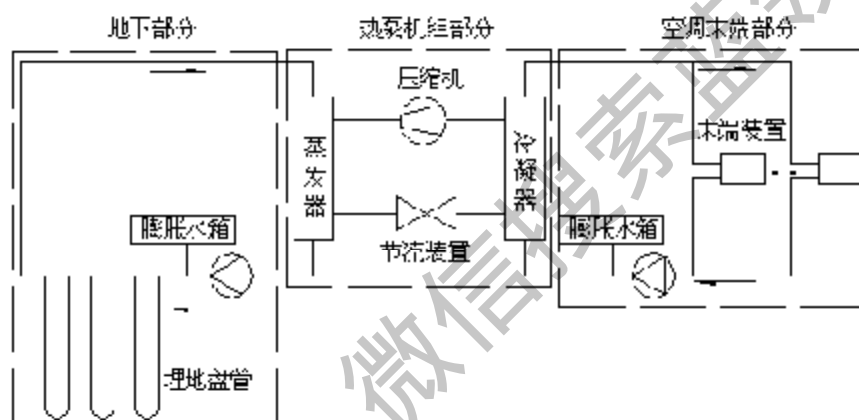 地下部分
热泵机组部分
空调末端部分
压缩机
蒸发器
冷凝器
末端装置
膨胀水箱
节流装置
膨胀水箱
埋地盘管
微信搜索蓝